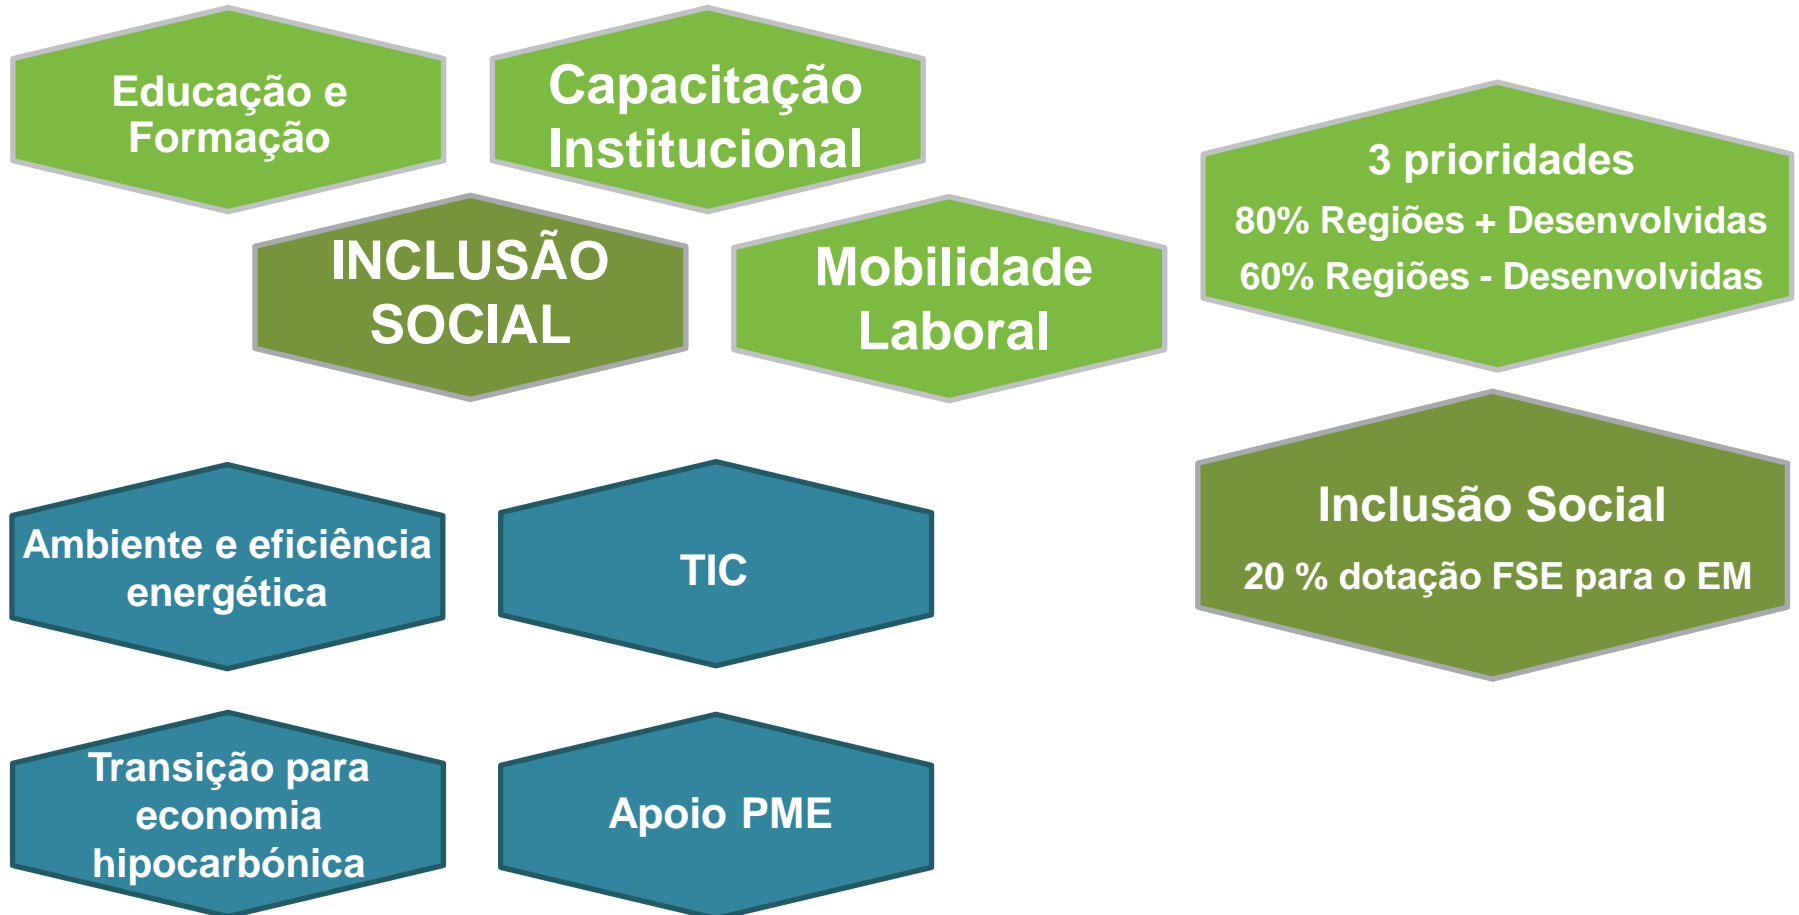 Educação e
Formação
Capacitação
Institucional
INCLUSÃO
SOCIAL
Mobilidade
Laboral
3 prioridades
80% Regiões + Desenvolvidas
60% Regiões - Desenvolvidas
Inclusão Social
20 % dotação FSE para o EM
Ambiente e eficiência
energética
TIC
Transição para
economia
hipocarbónica
Apoio PME